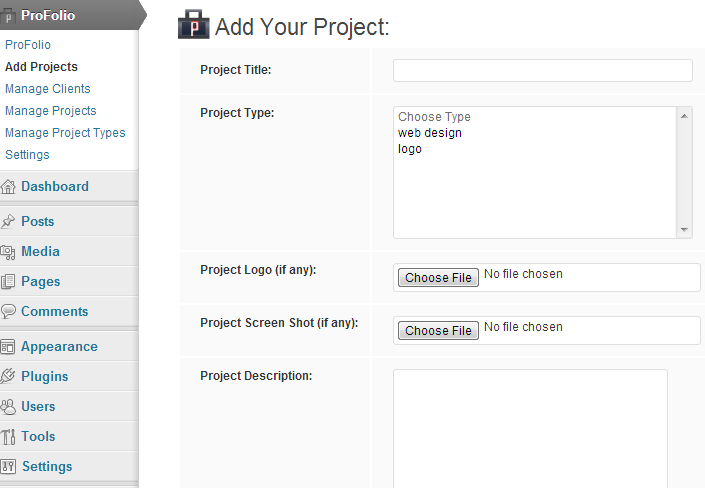 ProFolio
ProFolio
Add Projects
Manage Clients
Manage Projects
Manage Project Types
Settings
Dashboard
Posts
Media
Pages
Comments
Appearance
Plugins
Users
Tools
Settings
P Add Your Project:
Project Title:
Project Type:
Choose Type
web design
logo
Project Logo (if any):
Choose File No file chosen
Project Screen Shot (if any):
Choose File No file chosen
Project Description: